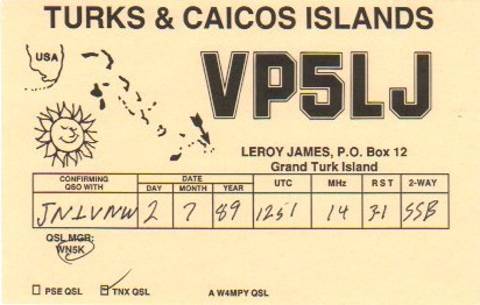 TURKS & CAICOS ISLANDS
USA
VP5LJ
LEROY JAMES, P.O. Box 12
Grand Turk Island
CONFIRMING QSO WITH DAY DATE MONTH YEAR UTC MHz RST 2-WAY
JN1VNW 2 7 89 1251 14 31 SSB
QSL MGR:
WN5K
PSE QSL TNX QSL A W4MPY QSL